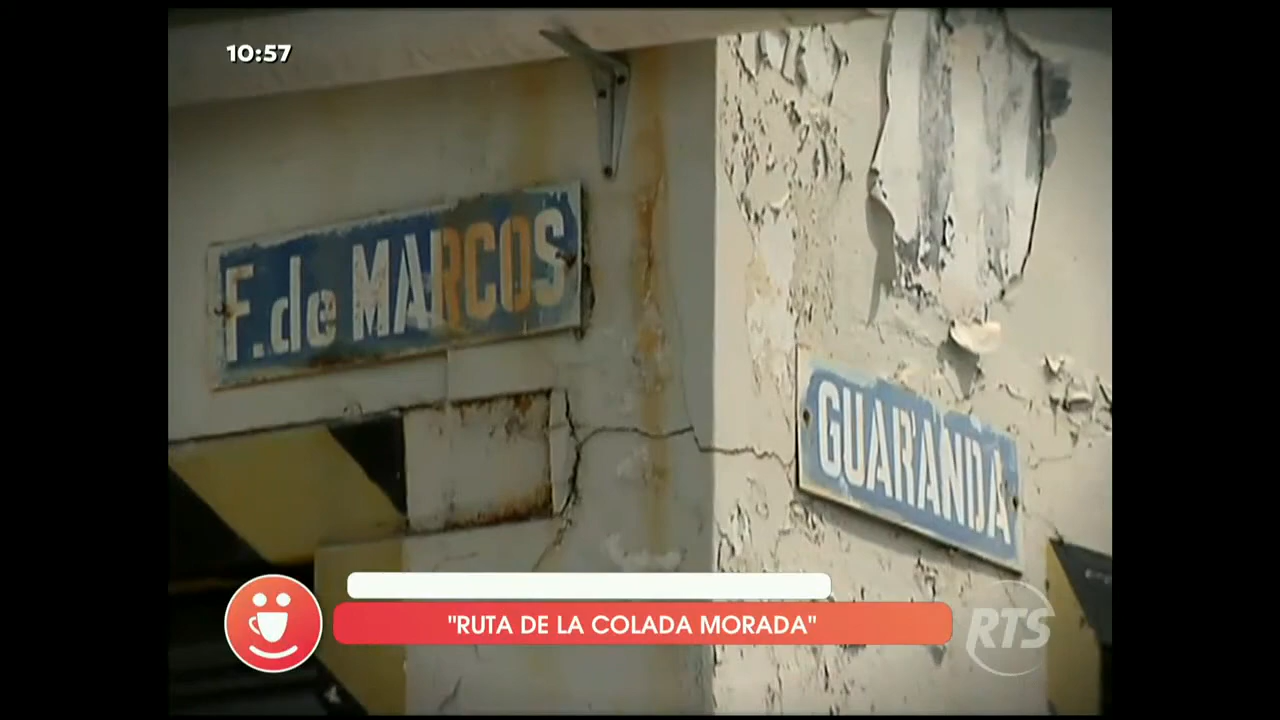 10:57
F. de MARCOS
GUARANDA
"RUTA DE LA COLADA MORADA"
RTS